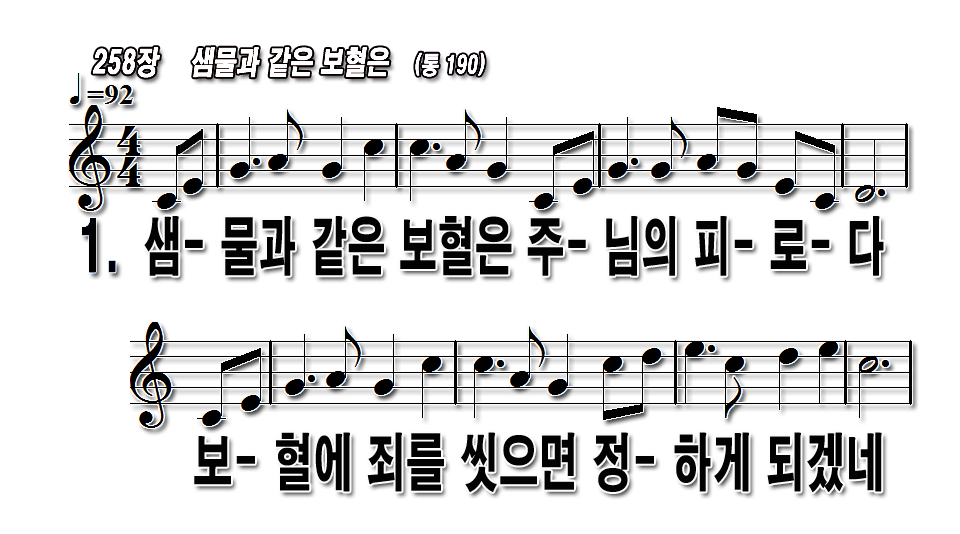 258장 샘물과 같은 보혈은 (통 190)
♩=92
4
4
1. 샘- 물과 같은 보혈은 주- 님의 피- 로- 다
보- 혈에 죄를 씻으면 정- 하게 되겠네